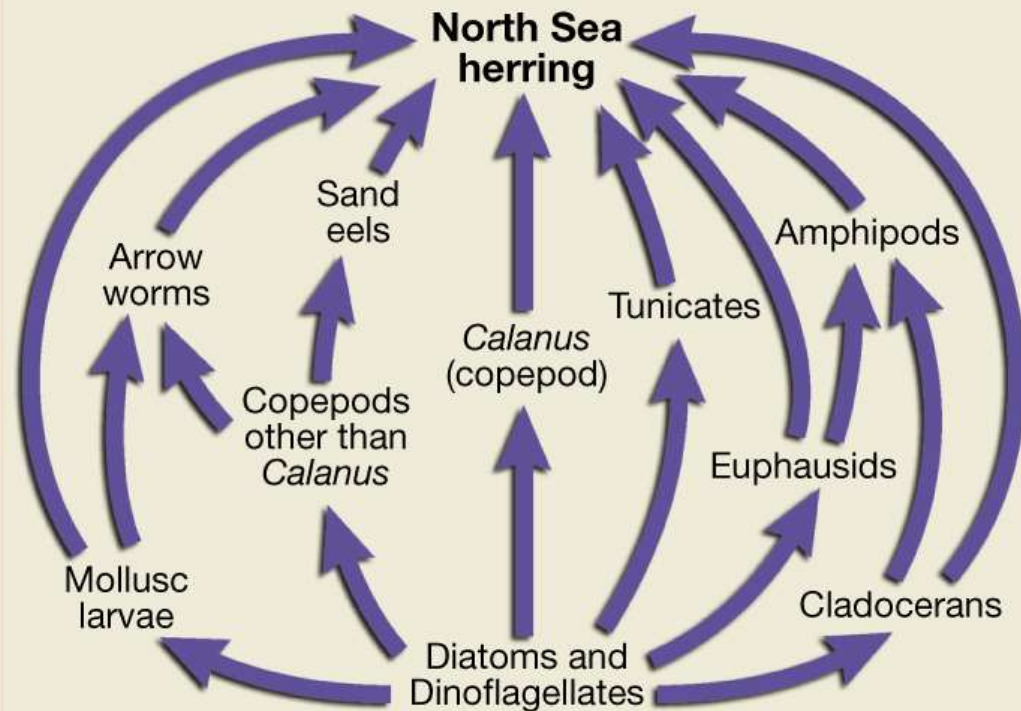 North Sea
herring
Sand
eels
Arrow
worms
Amphipods
Tunicates
Calanus
(copepod)
Copepods
other than
Calanus
Euphausids
Mollusc
larvae
Cladocerans
Diatoms and
Dinoflagellates